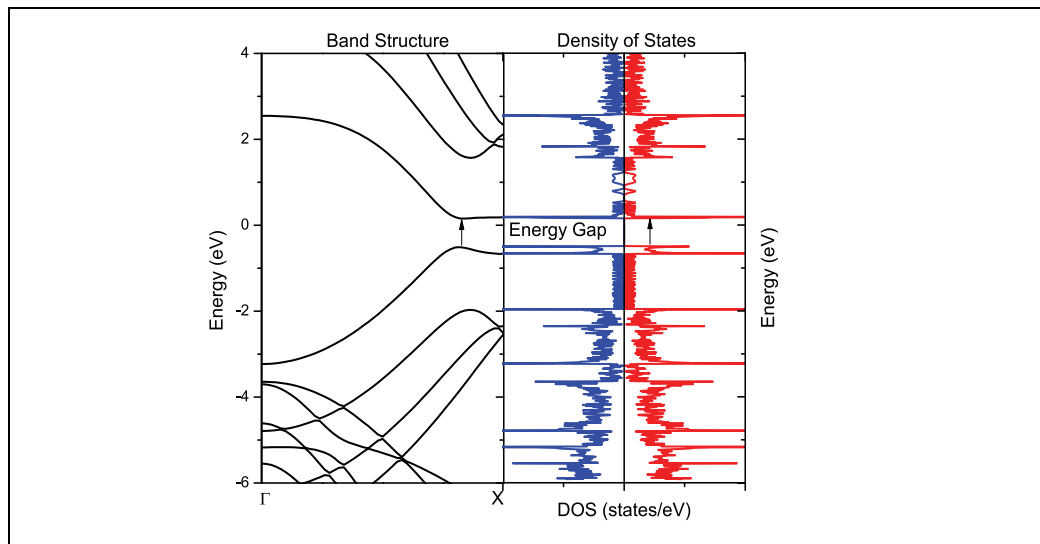 Band Structure
Density of States
4
2
0
-2
-4
-6
Energy (eV)
Energy Gap
Energy (eV)
Γ
X
DOS (states/eV)